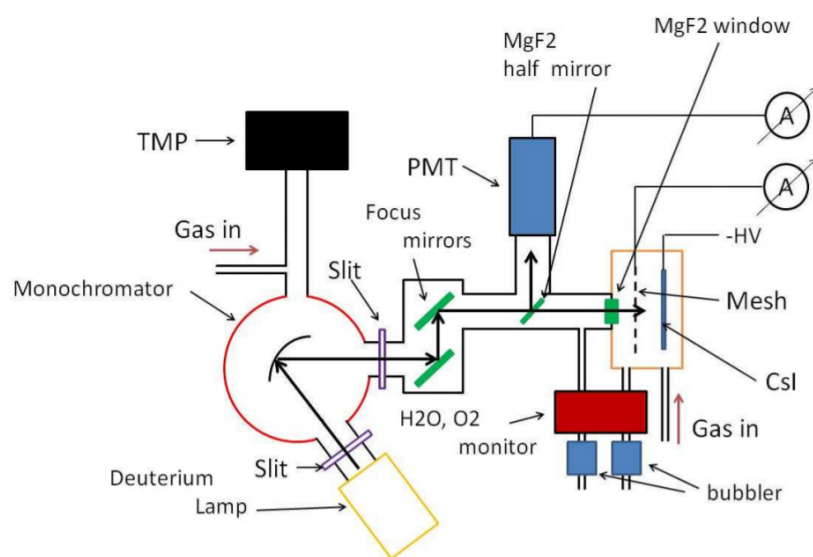 MgF2
half mirror
MgF2 window
A
TMP
PMT
A
Focus
mirrors
Gas in
-HV
Slit
Monochromator
Mesh
CsI
H2O, O2
monitor
Gas in
Slit
Deuterium
Lamp
bubbler